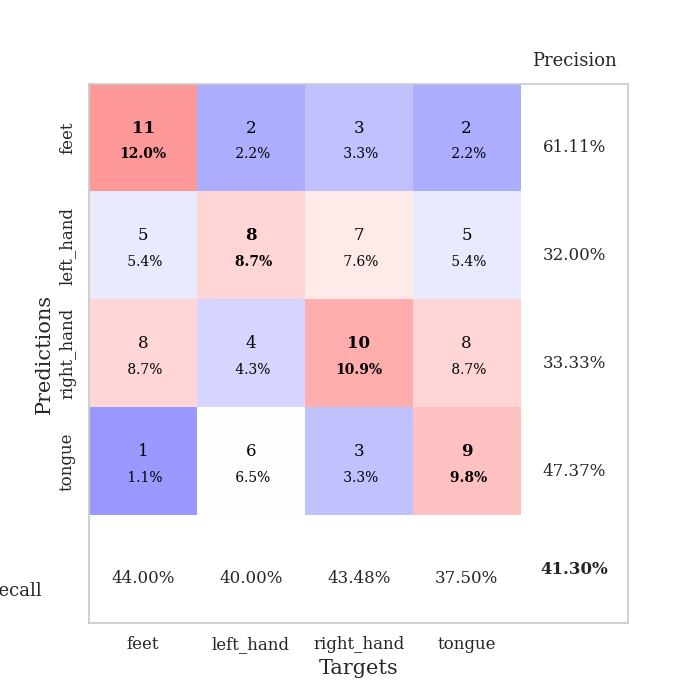 Precision
feet 11 2 3 2 61.11%
12.0% 2.2% 3.3% 2.2%
left_hand 5 8 7 5 32.00%
5.4% 8.7% 7.6% 5.4%
Predictions
right_hand 8 4 10 8 33.33%
8.7% 4.3% 10.9% 8.7%
tongue 1 6 3 9 47.37%
1.1% 6.5% 3.3% 9.8%
ecall 44.00% 40.00% 43.48% 37.50% 41.30%
feet left_hand right_hand tongue
Targets